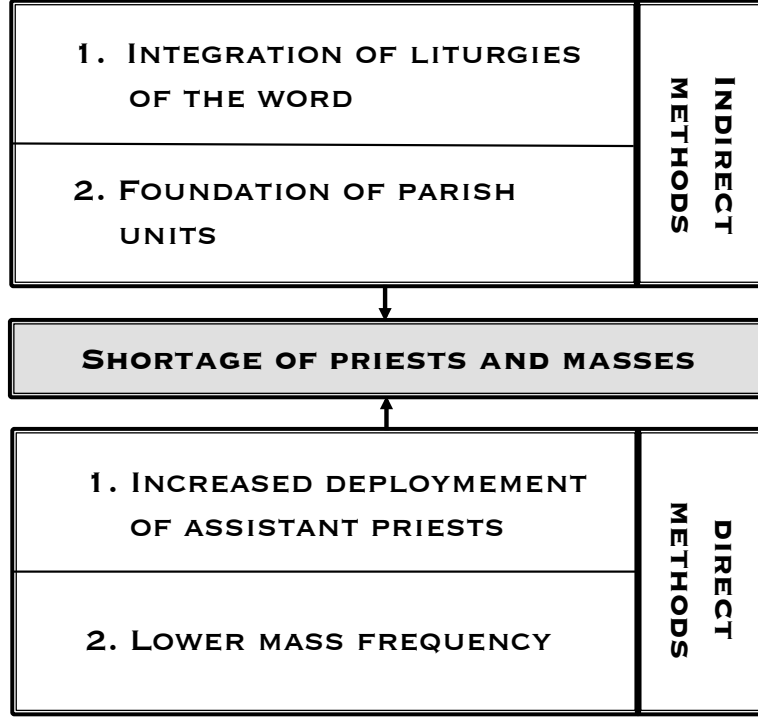 1. Integration of liturgies
of the word
2. Foundation of parish
units
Indirect
methods
Shortage of priests and masses
1. Increased deploymement
of assistant priests
2. Lower mass frequency
direct
methods